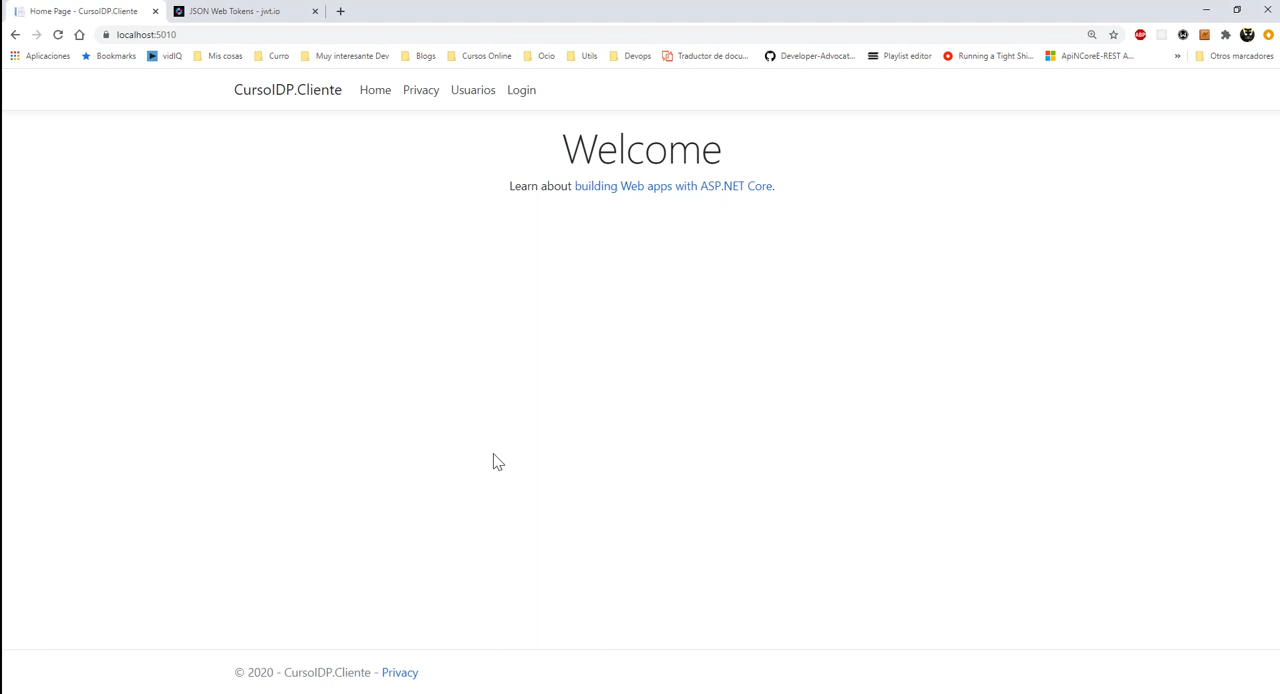 Home Page - CursoIDP.Cliente
JSON Web Tokens - jwt.io
localhost:5010
ABP
Aplicaciones Bookmarks vidIQ Mis cosas Curro Muy interesante Dev Blogs Cursos Online Ocio Utils Devops Traductor de docu... Developer-Advocat... Playlist editor Running a Tight Shi... ApiNCoreE-REST A... » Otros marcadores
CursoIDP.Cliente Home Privacy Usuarios Login
Welcome
Learn about building Web apps with ASP.NET Core.
© 2020 - CursoIDP.Cliente - Privacy